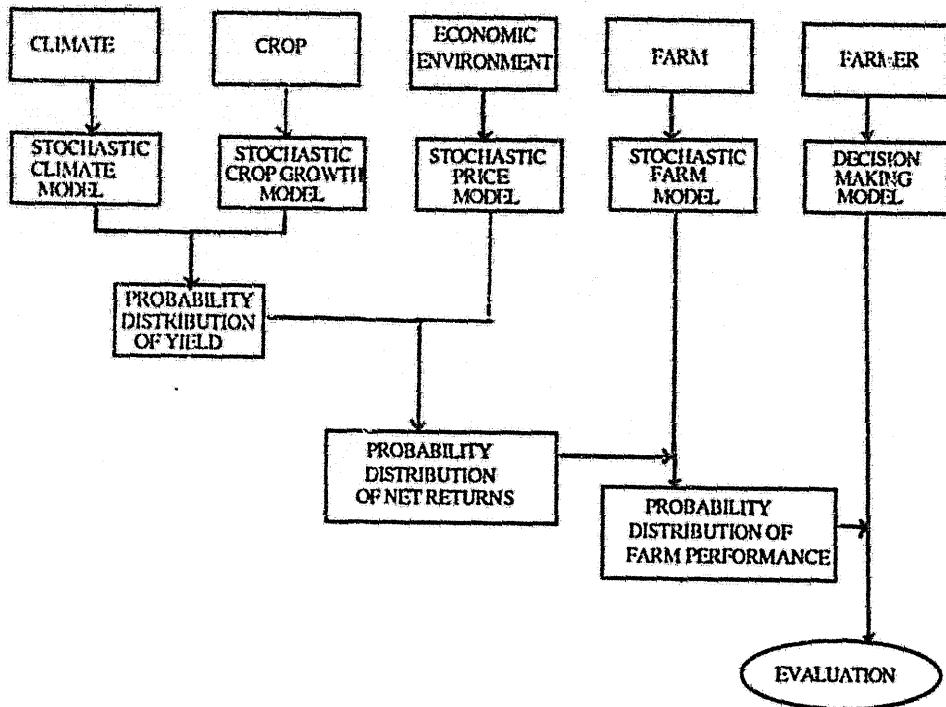 CLIMATE
CROP
ECONOMIC
ENVIRONMENT
FARM
FARMER
STOCHASTIC
CLIMATE
MODEL
STOCHASTIC
CROP GROWTH
MODEL
STOCHASTIC
PRICE
MODEL
STOCHASTIC
FARM
MODEL
DECISION
MAKING
MODEL
PROBABILITY
DISTRIBUTION
OF YIELD
PROBABILITY
DISTRIBUTION
OF NET RETURNS
PROBABILITY
DISTRIBUTION OF
FARM PERFORMANCE
EVALUATION